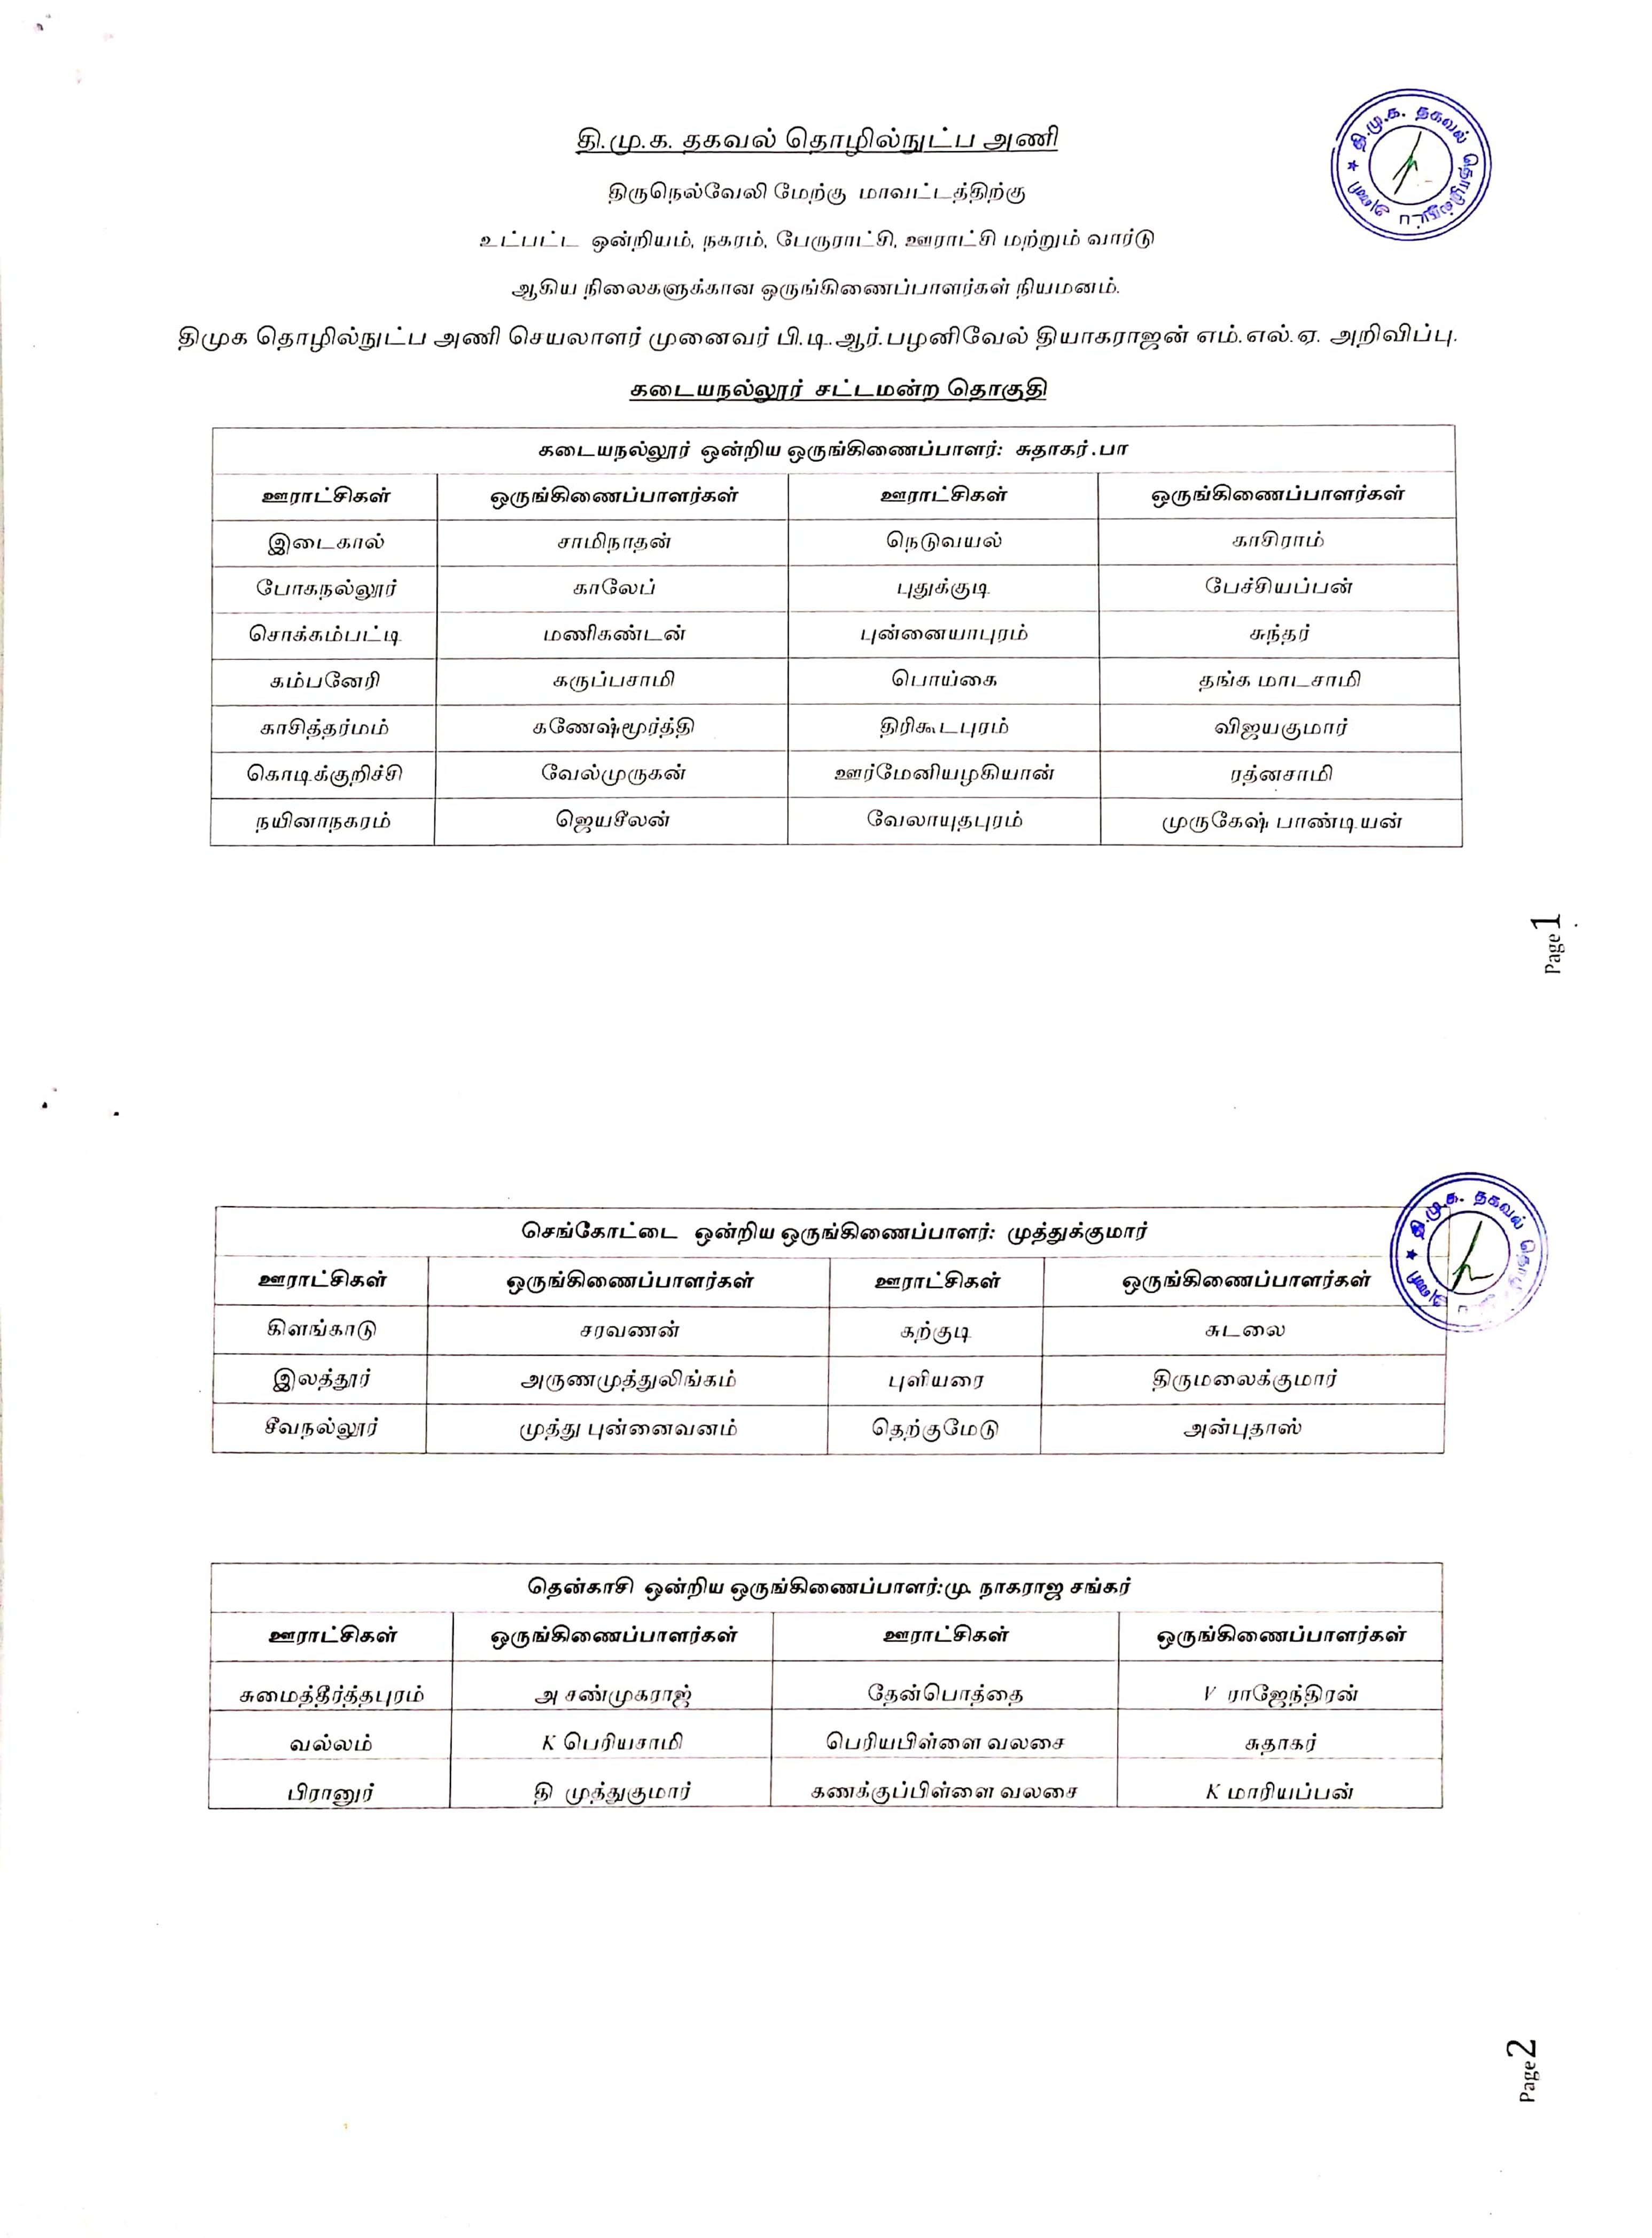 தி.மு.க. தகவல் தொழில்நுட்ப அணி
தி.மு.க. தகவல் தொழில்நுட்ப அணி
திருநெல்வேலி மேற்கு மாவட்டத்திற்கு
உட்பட்ட ஒன்றியம், நகரம், பேரூராட்சி, ஊராட்சி மற்றும் வார்டு
ஆகிய நிலைகளுக்கான ஒருங்கிணைப்பாளர்கள் நியமனம்.
திமுக தொழில்நுட்ப அணி செயலாளர் முனைவர் பி.டி.ஆர்.பழனிவேல் தியாகராஜன் எம்.எல்.ஏ. அறிவிப்பு.
கடையநல்லூர் சட்டமன்ற தொகுதி
கடையநல்லூர் ஒன்றிய ஒருங்கிணைப்பாளர்: சுதாகர்.பா
ஊராட்சிகள் ஒருங்கிணைப்பாளர்கள் ஊராட்சிகள் ஒருங்கிணைப்பாளர்கள்
இடைகால் சாமிநாதன் நெடுவயல் காசிராம்
போகநல்லூர் காலேப் புதுக்குடி பேச்சியப்பன்
சொக்கம்பட்டி மணிகண்டன் புன்னையாபுரம் சுந்தர்
கம்பனேரி கருப்பசாமி பொய்கை தங்க மாடசாமி
காசித்தர்மம் கணேஷ்மூர்த்தி திரிகூடபுரம் விஜயகுமார்
கொடிக்குறிச்சி வேல்முருகன் ஊர்மேனியழகியான் ரத்னசாமி
நயினாநகரம் ஜெயசீலன் வேலாயுதபுரம் முருகேஷ் பாண்டியன்
Page 1
தி.மு.க. தகவல் அணி
செங்கோட்டை ஒன்றிய ஒருங்கிணைப்பாளர்: முத்துக்குமார்
ஊராட்சிகள் ஒருங்கிணைப்பாளர்கள் ஊராட்சிகள் ஒருங்கிணைப்பாளர்கள்
கிளங்காடு சரவணன் கற்குடி சுடலை
இலத்தூர் அருணமுத்துலிங்கம் புளியரை திருமலைக்குமார்
சீவநல்லூர் முத்து புன்னைவனம் தெற்குமேடு அன்புதாஸ்
தென்காசி ஒன்றிய ஒருங்கிணைப்பாளர்:மு. நாகராஜ சங்கர்
ஊராட்சிகள் ஒருங்கிணைப்பாளர்கள் ஊராட்சிகள் ஒருங்கிணைப்பாளர்கள்
சுமைத்தீர்த்தபுரம் அ சண்முகராஜ் தேன்பொத்தை V ராஜேந்திரன்
வல்லம் K பெரியசாமி பெரியபிள்ளை வலசை சுதாகர்
பிரானுர் தி முத்துகுமார் கணக்குப்பிள்ளை வலசை K மாரியப்பன்
Page 2